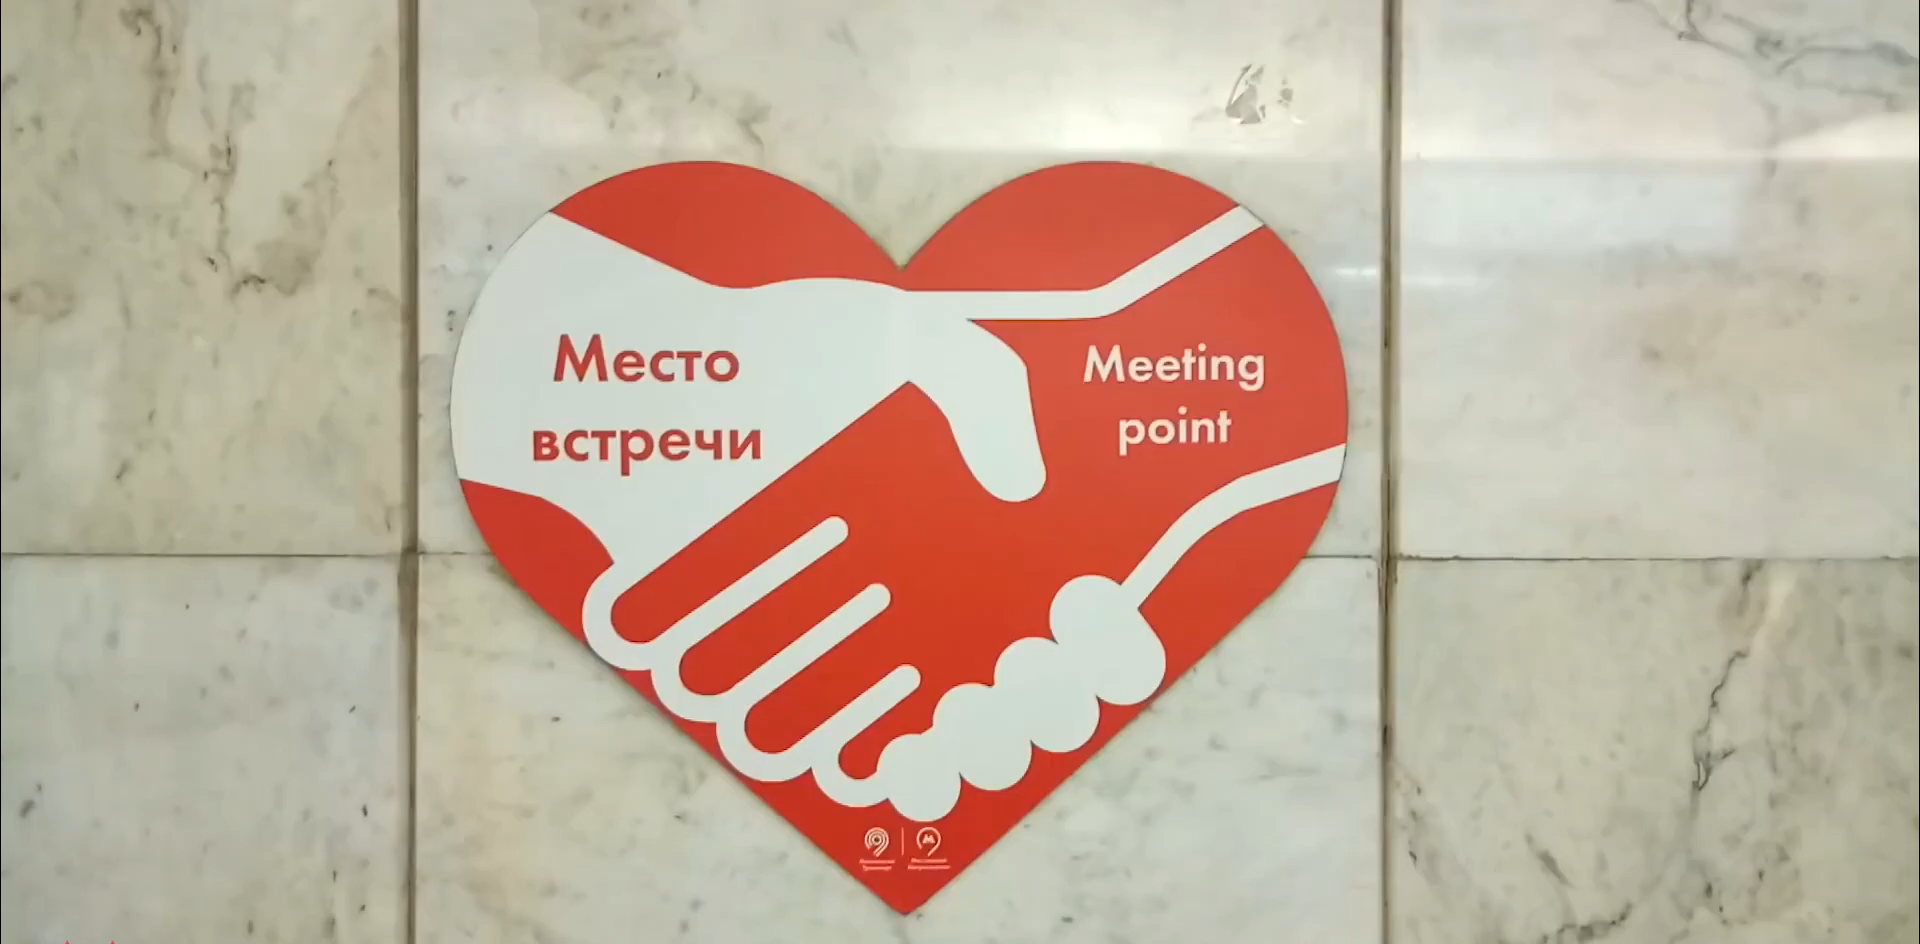 Место
встречи
Meeting
point